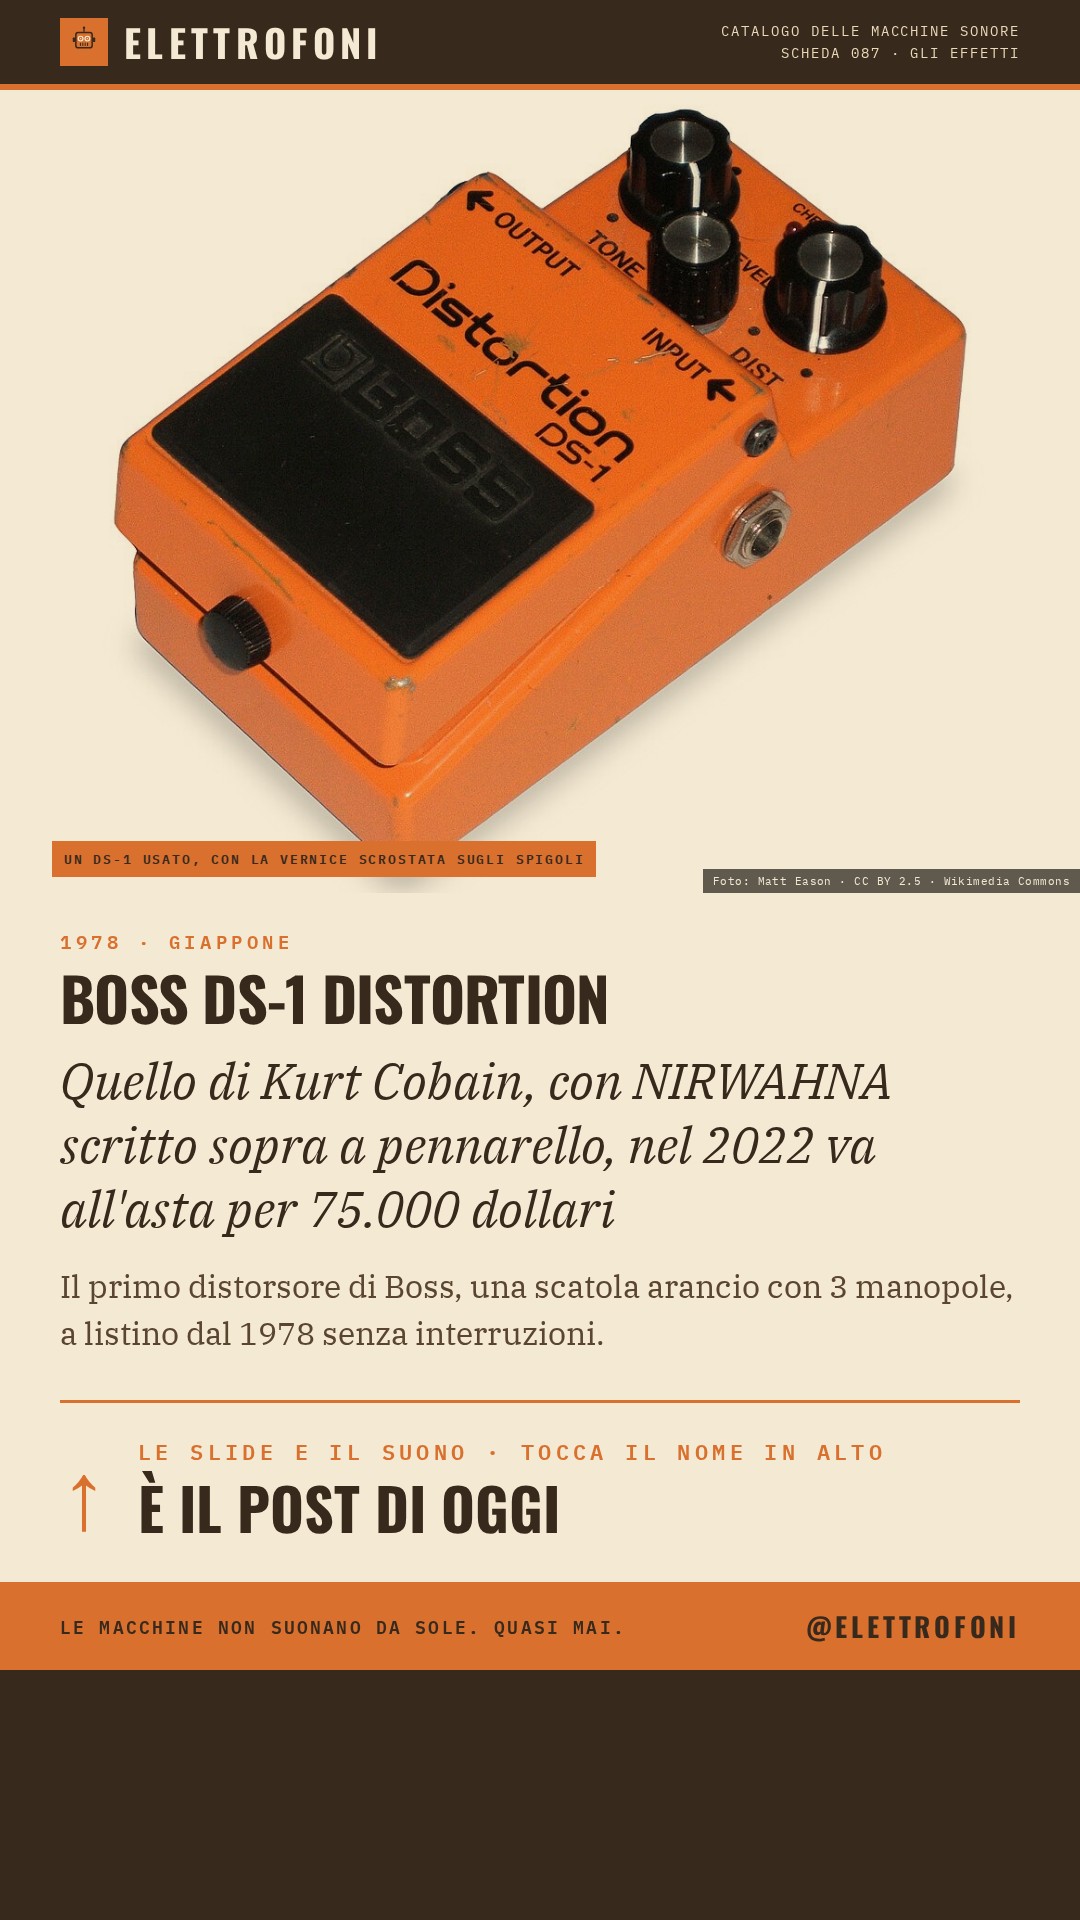 ELETTROFONI
CATALOGO DELLE MACCHINE SONORE
SCHEDA 087 · GLI EFFETTI
OUTPUT
TONE
DIST
INPUT
Distortion
DS-1
BOSS
UN DS-1 USATO, CON LA VERNICE SCROSTATA SUGLI SPIGOLI
Foto: Matt Eason · CC BY 2.5 · Wikimedia Commons
1978 · GIAPPONE
BOSS DS-1 DISTORTION
Quello di Kurt Cobain, con NIRWAHNA
scritto sopra a pennarello, nel 2022 va
all'asta per 75.000 dollari
Il primo distorsore di Boss, una scatola arancio con 3 manopole,
a listino dal 1978 senza interruzioni.
LE SLIDE E IL SUONO · TOCCA IL NOME IN ALTO
↑ È IL POST DI OGGI
LE MACCHINE NON SUONANO DA SOLE. QUASI MAI.
@ELETTROFONI